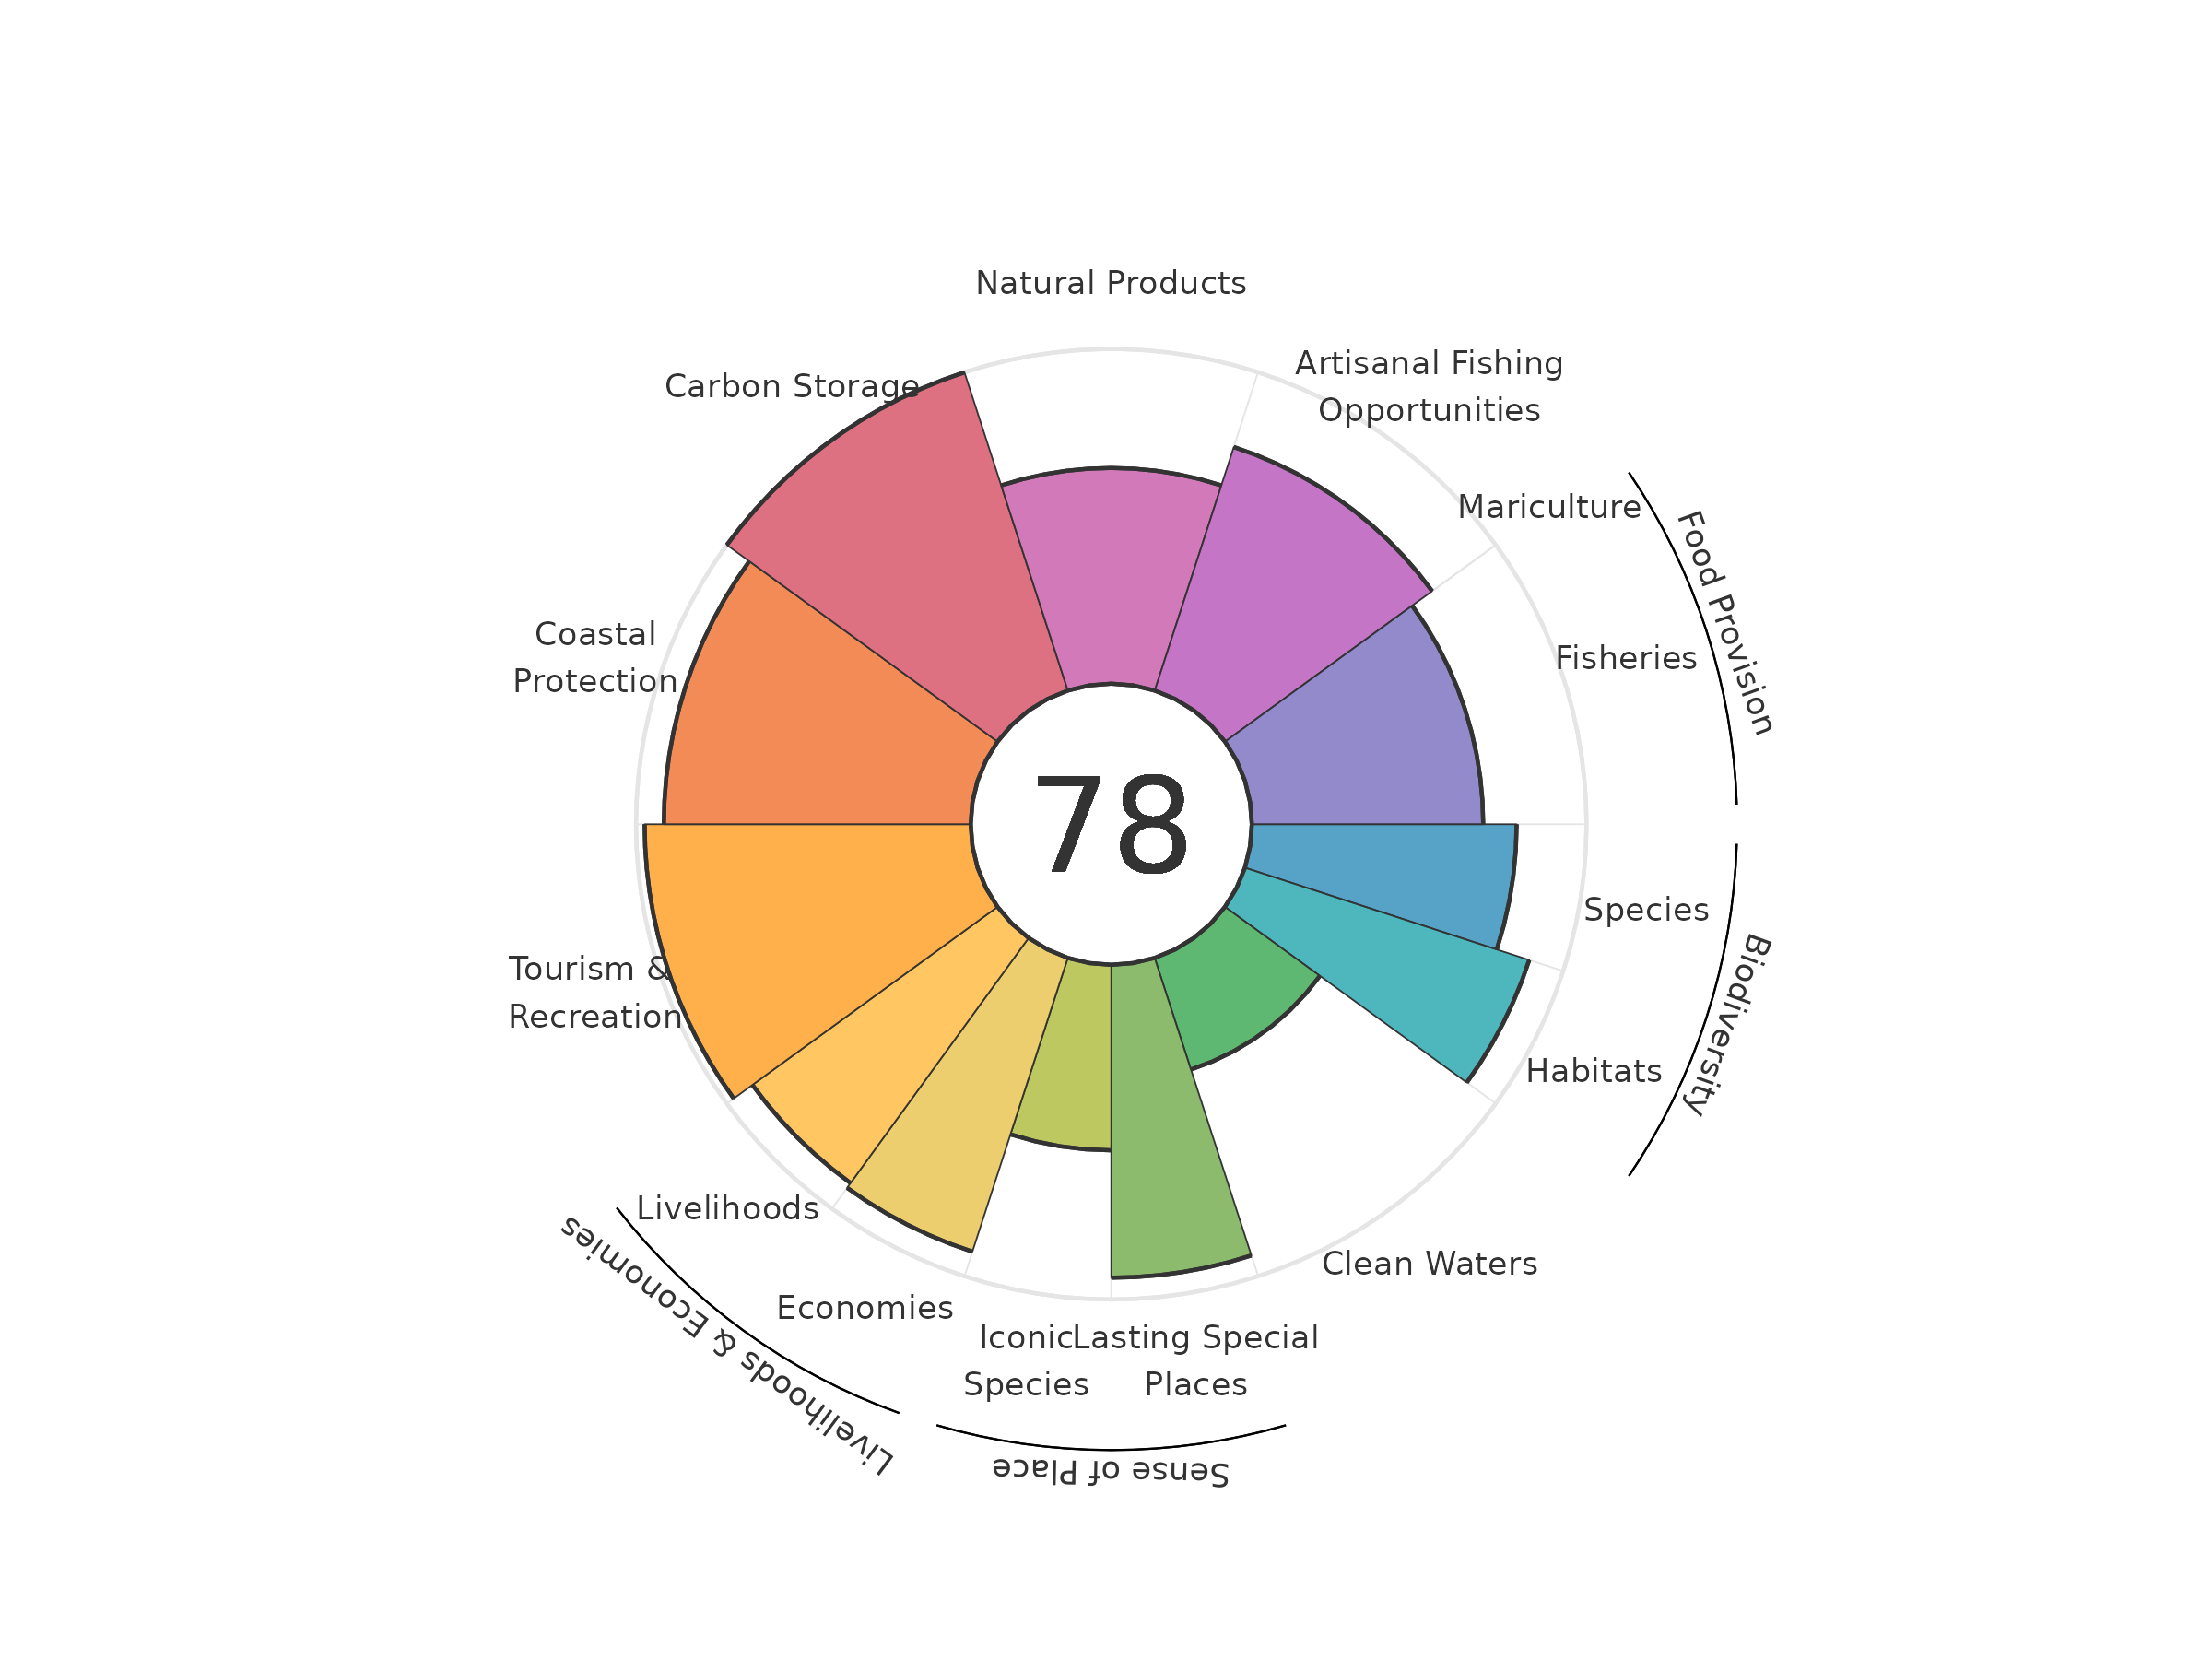 Natural Products
Artisanal Fishing
Opportunities
Carbon Storage
Mariculture
Food Provision
Coastal
Protection
Fisheries
78
Species
Biodiversity
Tourism &
Recreation
Habitats
Livelihoods
Clean Waters
Livelihoods & Economies
Economies
Iconic
Species
Lasting Special
Places
Sense of Place